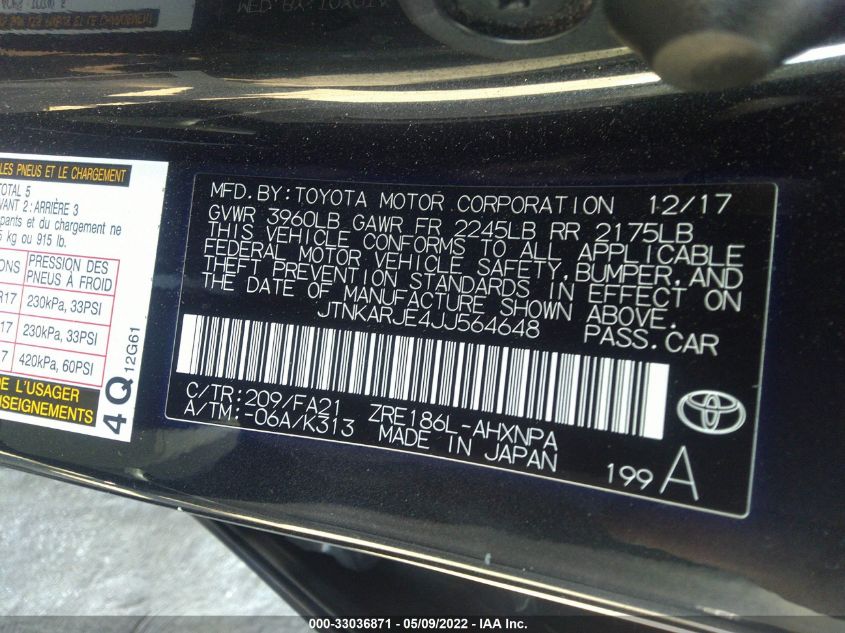 LES PNEUS ET LE CHARGEMENT
TOTAL 5
VANT 2: ARRIÈRE 3
pants et du chargement ne
kg ou 915 lb.
PRESSION DES
PNEUS À FROID
230kPa, 33PSI
230kPa, 33PSI
420kPa, 60PSI
DE L'USAGER
4Q
12G61
MFD. BY: TOYOTA MOTOR CORPORATION 12/17
GVWR 3960LB GAWR FR 2245LB RR 2175LB
THIS VEHICLE CONFORMS TO ALL APPLICABLE
FEDERAL MOTOR VEHICLE SAFETY, BUMPER, AND
THEFT PREVENTION STANDARDS IN EFFECT ON
THE DATE OF MANUFACTURE SHOWN ABOVE.
JTNKARJE4JJ564648 PASS. CAR
C/TR: 209/FA21 ZRE186L-AHXNPA
A/TM: -06A/K313 MADE IN JAPAN
199 A
000-33036871 - 05/09/2022 - IAA Inc.